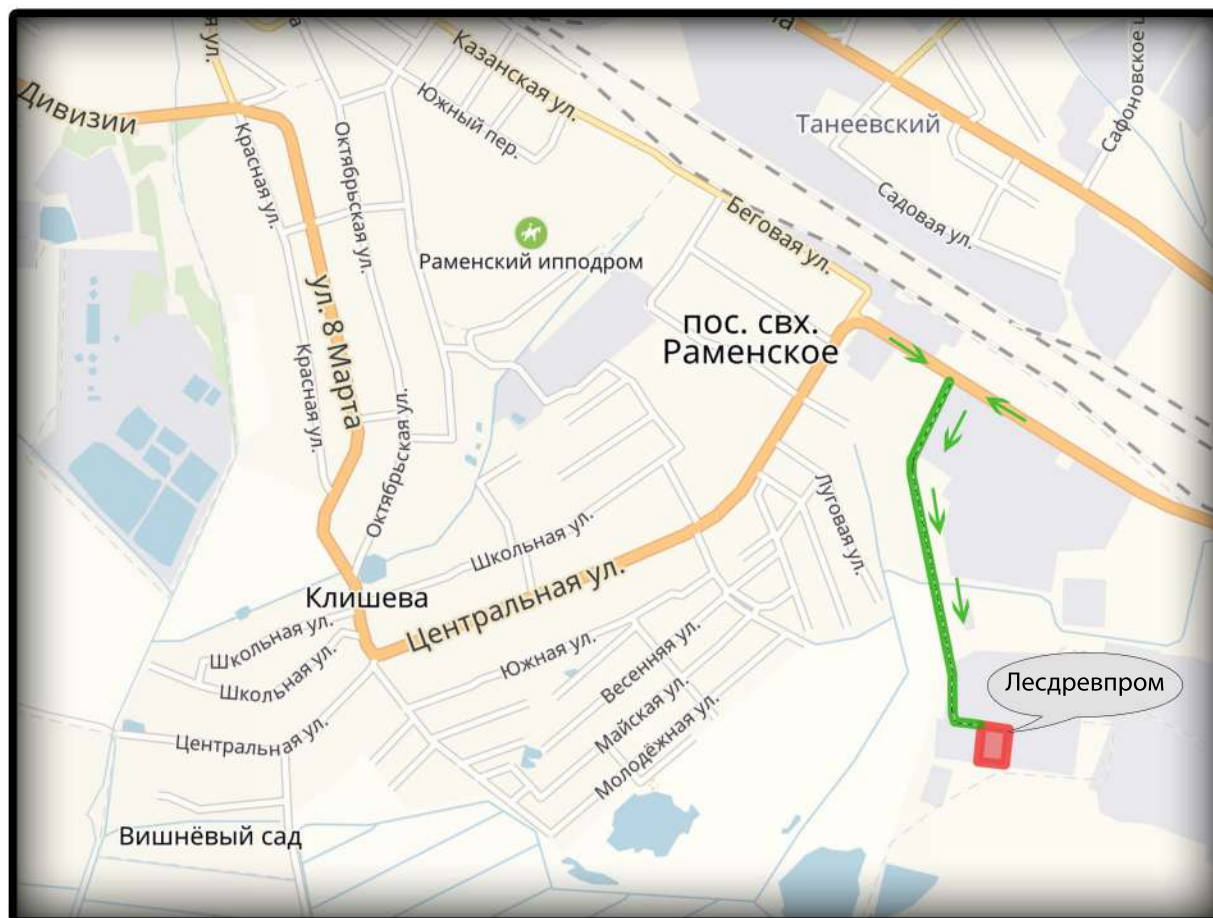 я ул.
Казанская ул.
Дивизии
Южный пер.
Красная ул.
Октябрьская ул.
Танеевский
Сафоновское
Садовая ул.
Беговая ул.
Раменский ипподром
ул. 8 Марта
пос. свх.
Раменское
Красная ул.
Октябрьская ул.
Луговая ул.
Школьная ул.
Центральная ул.
Клишева
Школьная ул.
Школьная ул.
Южная ул.
Весенняя ул.
Майская ул.
Молодёжная ул.
Лесдревпром
Центральная ул.
Вишнёвый сад